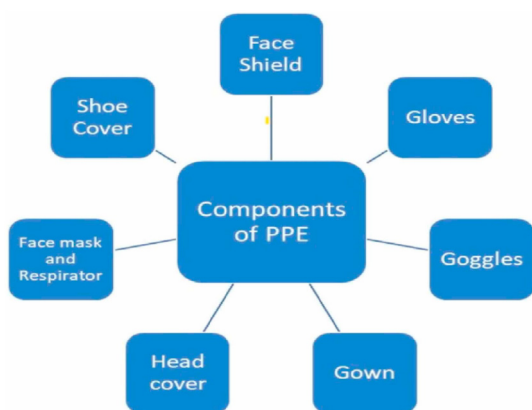 Face
Shield
Gloves
Goggles
Gown
Head
cover
Face mask
and
Respirator
Shoe
Cover
Components
of PPE